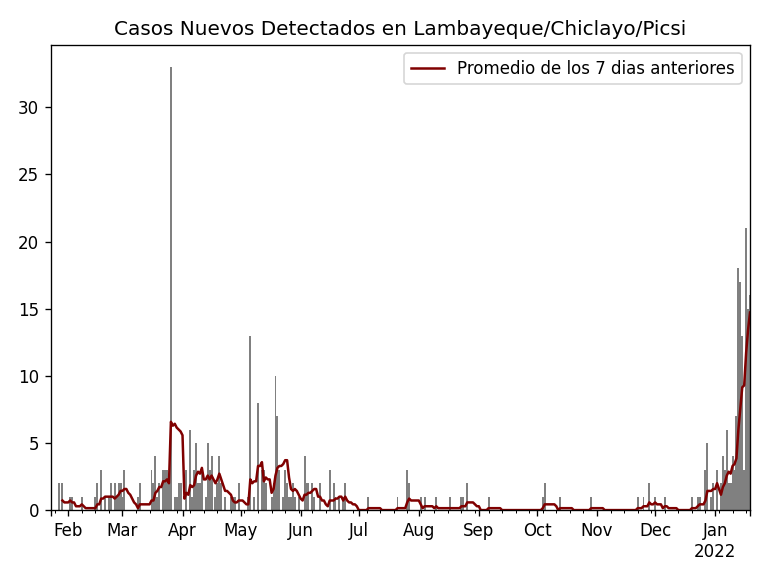 Casos Nuevos Detectados en Lambayeque/Chiclayo/Picsi
Promedio de los 7 dias anteriores
30
25
20
15
10
5
0
Feb Mar Apr May Jun Jul Aug Sep Oct Nov Dec Jan
2022